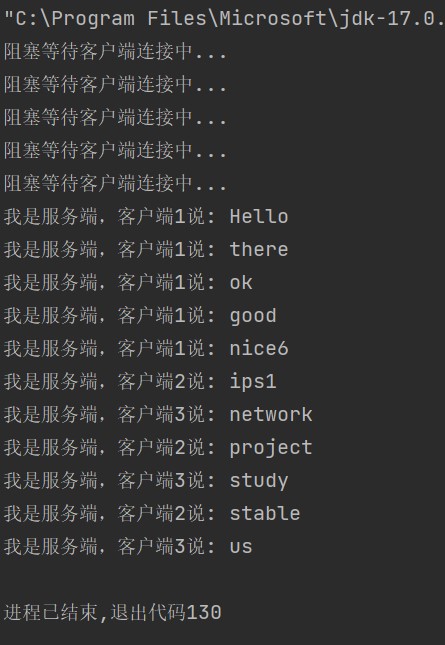 "C:\Program Files\Microsoft\jdk-17.0.
阻塞等待客户端连接中...
阻塞等待客户端连接中...
阻塞等待客户端连接中...
阻塞等待客户端连接中...
阻塞等待客户端连接中...
我是服务端，客户端1说: Hello
我是服务端，客户端1说: there
我是服务端，客户端1说: ok
我是服务端，客户端1说: good
我是服务端，客户端1说: nice6
我是服务端，客户端2说: ips1
我是服务端，客户端3说: network
我是服务端，客户端2说: project
我是服务端，客户端3说: study
我是服务端，客户端2说: stable
我是服务端，客户端3说: us
进程已结束,退出代码130